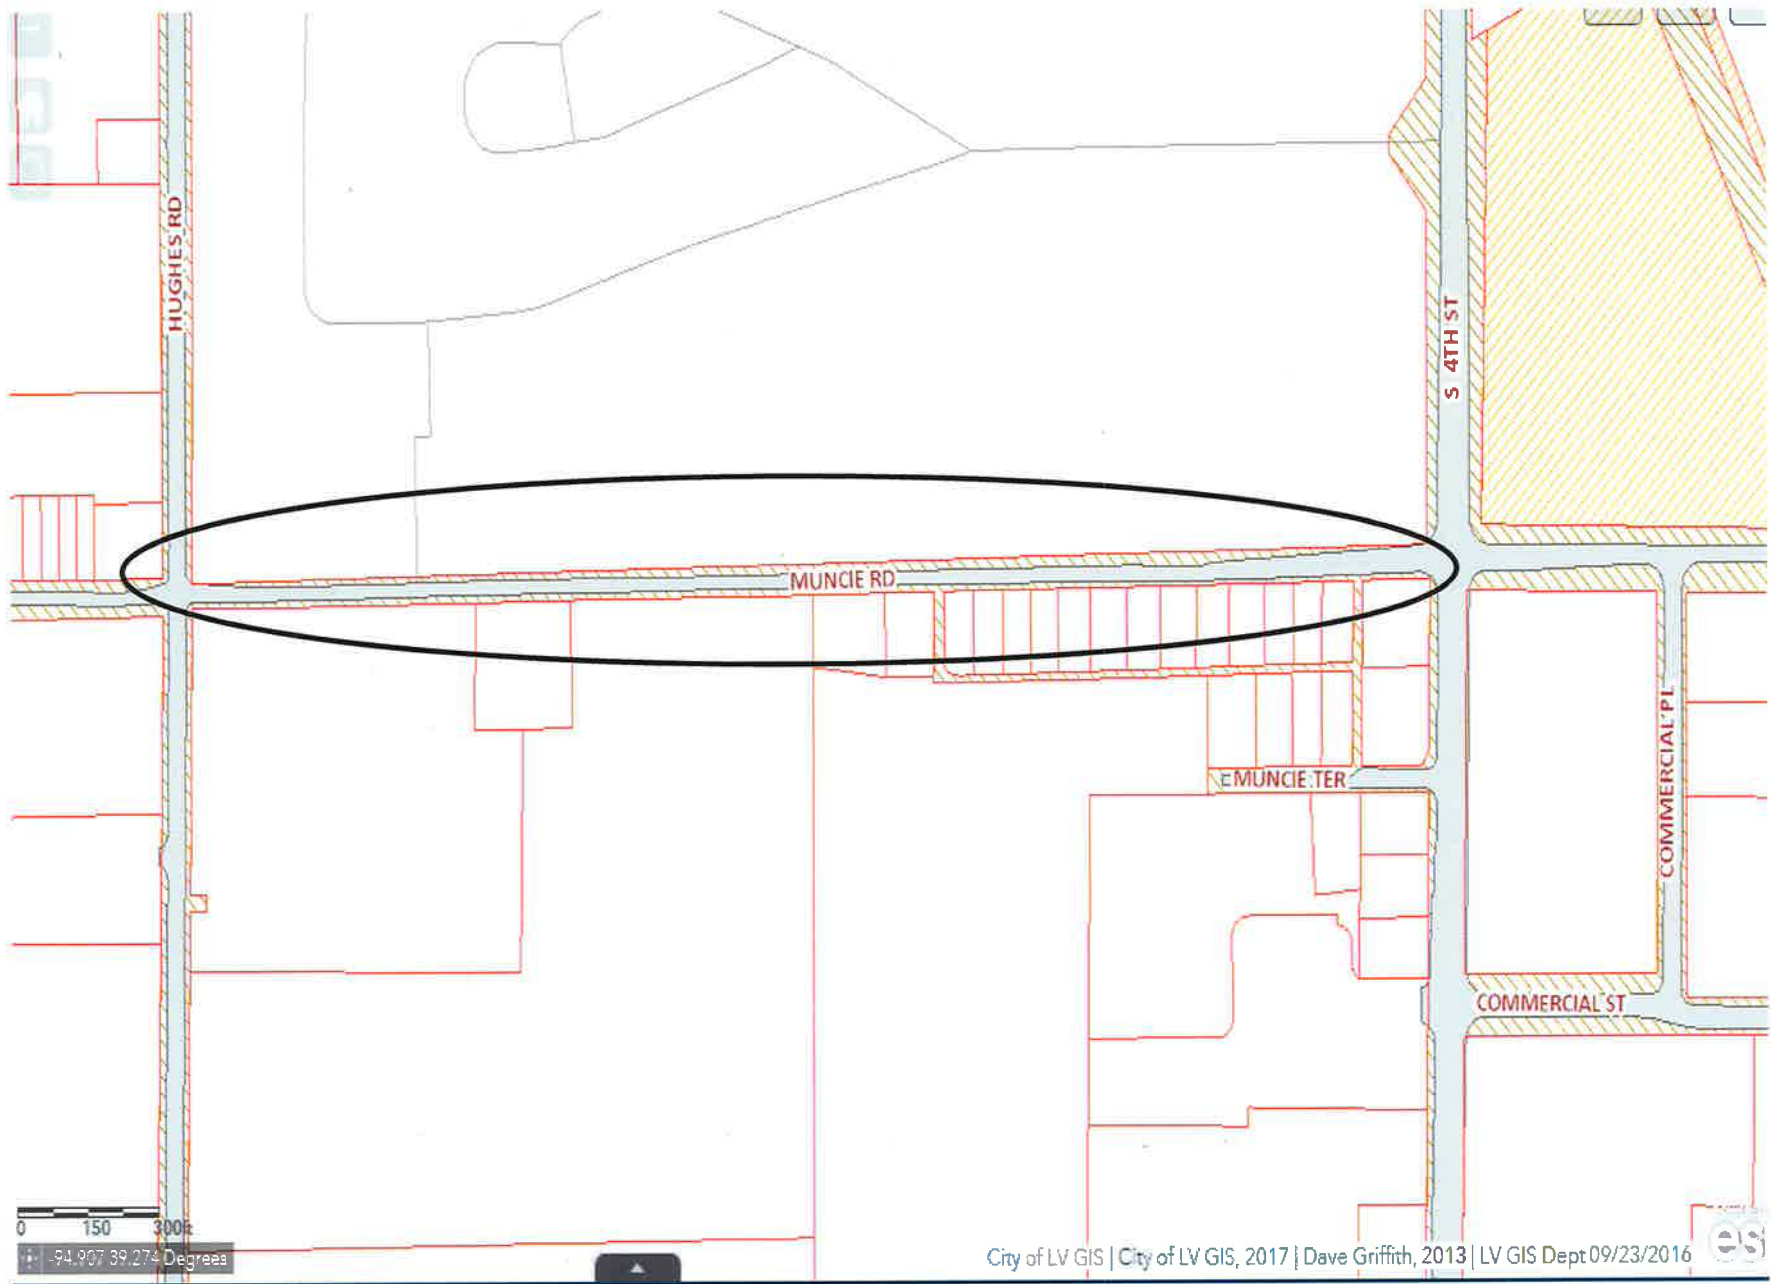 HUGHES RD
S 4TH ST
MUNCIE RD
MUNCIE TER
COMMERCIAL PL
COMMERCIAL ST
0 150 300ft
-94.907 39.274 Degrees
City of LV GIS | City of LV GIS, 2017 | Dave Griffith, 2013 | LV GIS Dept 09/23/2016
es